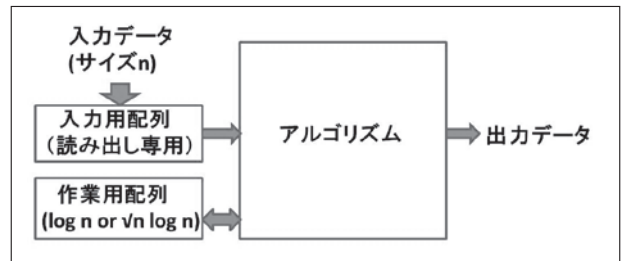 入力データ
(サイズn)
入力用配列
（読み出し専用）
アルゴリズム
出力データ
作業用配列
(log n or √n log n)